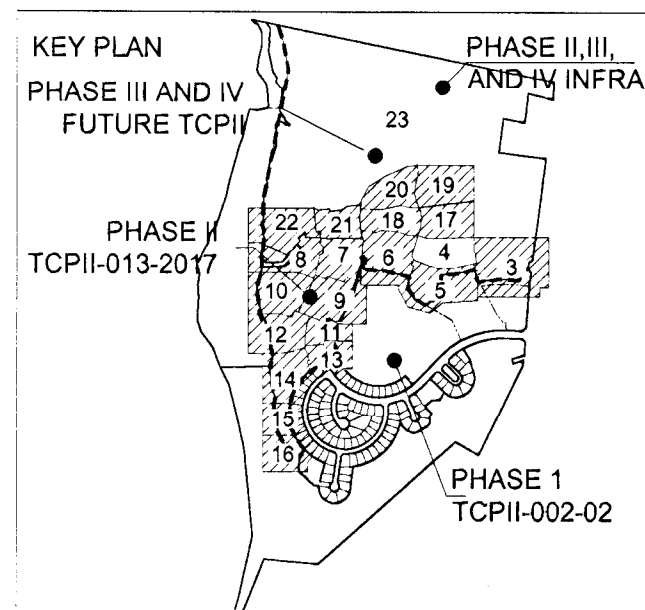 KEY PLAN
PHASE II,III,
AND IV INFRA
PHASE III AND IV
FUTURE TCPII
23
20
19
22
21
18
17
PHASE II
TCPII-013-2017
8
7
6
4
3
10
9
5
12
11
13
14
15
16
PHASE 1
TCPII-002-02